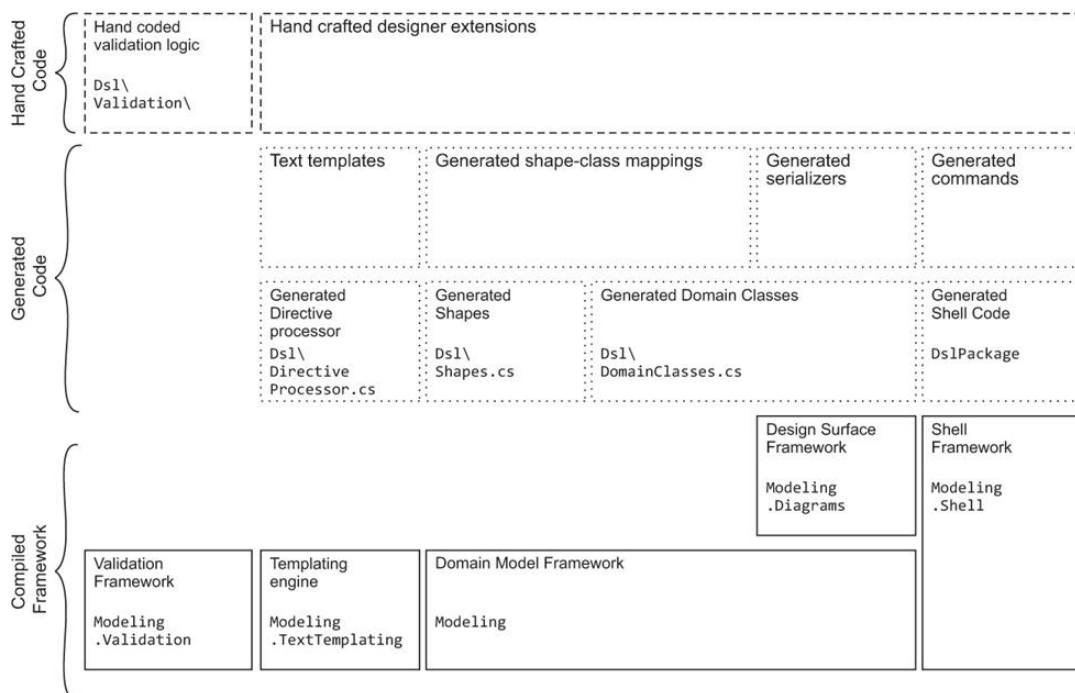 Hand Crafted
Code
Hand coded
validation logic
Dsl\
Validation\
Hand crafted designer extensions
Generated
Code
Text templates
Generated shape-class mappings
Generated
serializers
Generated
commands
Generated
Directive
processor
Dsl\
Directive
Processor.cs
Generated
Shapes
Dsl\
Shapes.cs
Generated Domain Classes
Dsl\
DomainClasses.cs
Generated
Shell Code
DslPackage
Compiled
Framework
Design Surface
Framework
Modeling
.Diagrams
Shell
Framework
Modeling
.Shell
Validation
Framework
Modeling
.Validation
Templating
engine
Modeling
.TextTemplating
Domain Model Framework
Modeling